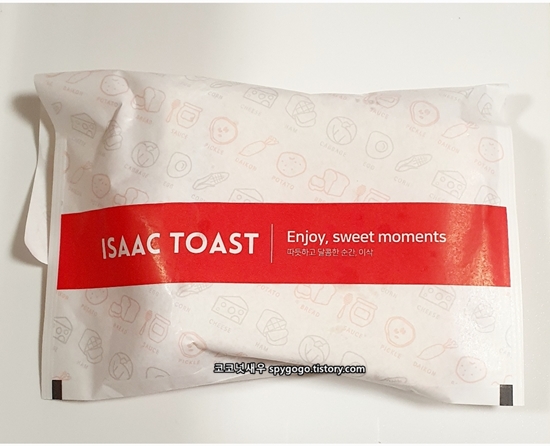 ISAAC TOAST
Enjoy, sweet moments
따듯하고 달콤한 순간, 이삭
코코넛새우 spygogo.tistory.com